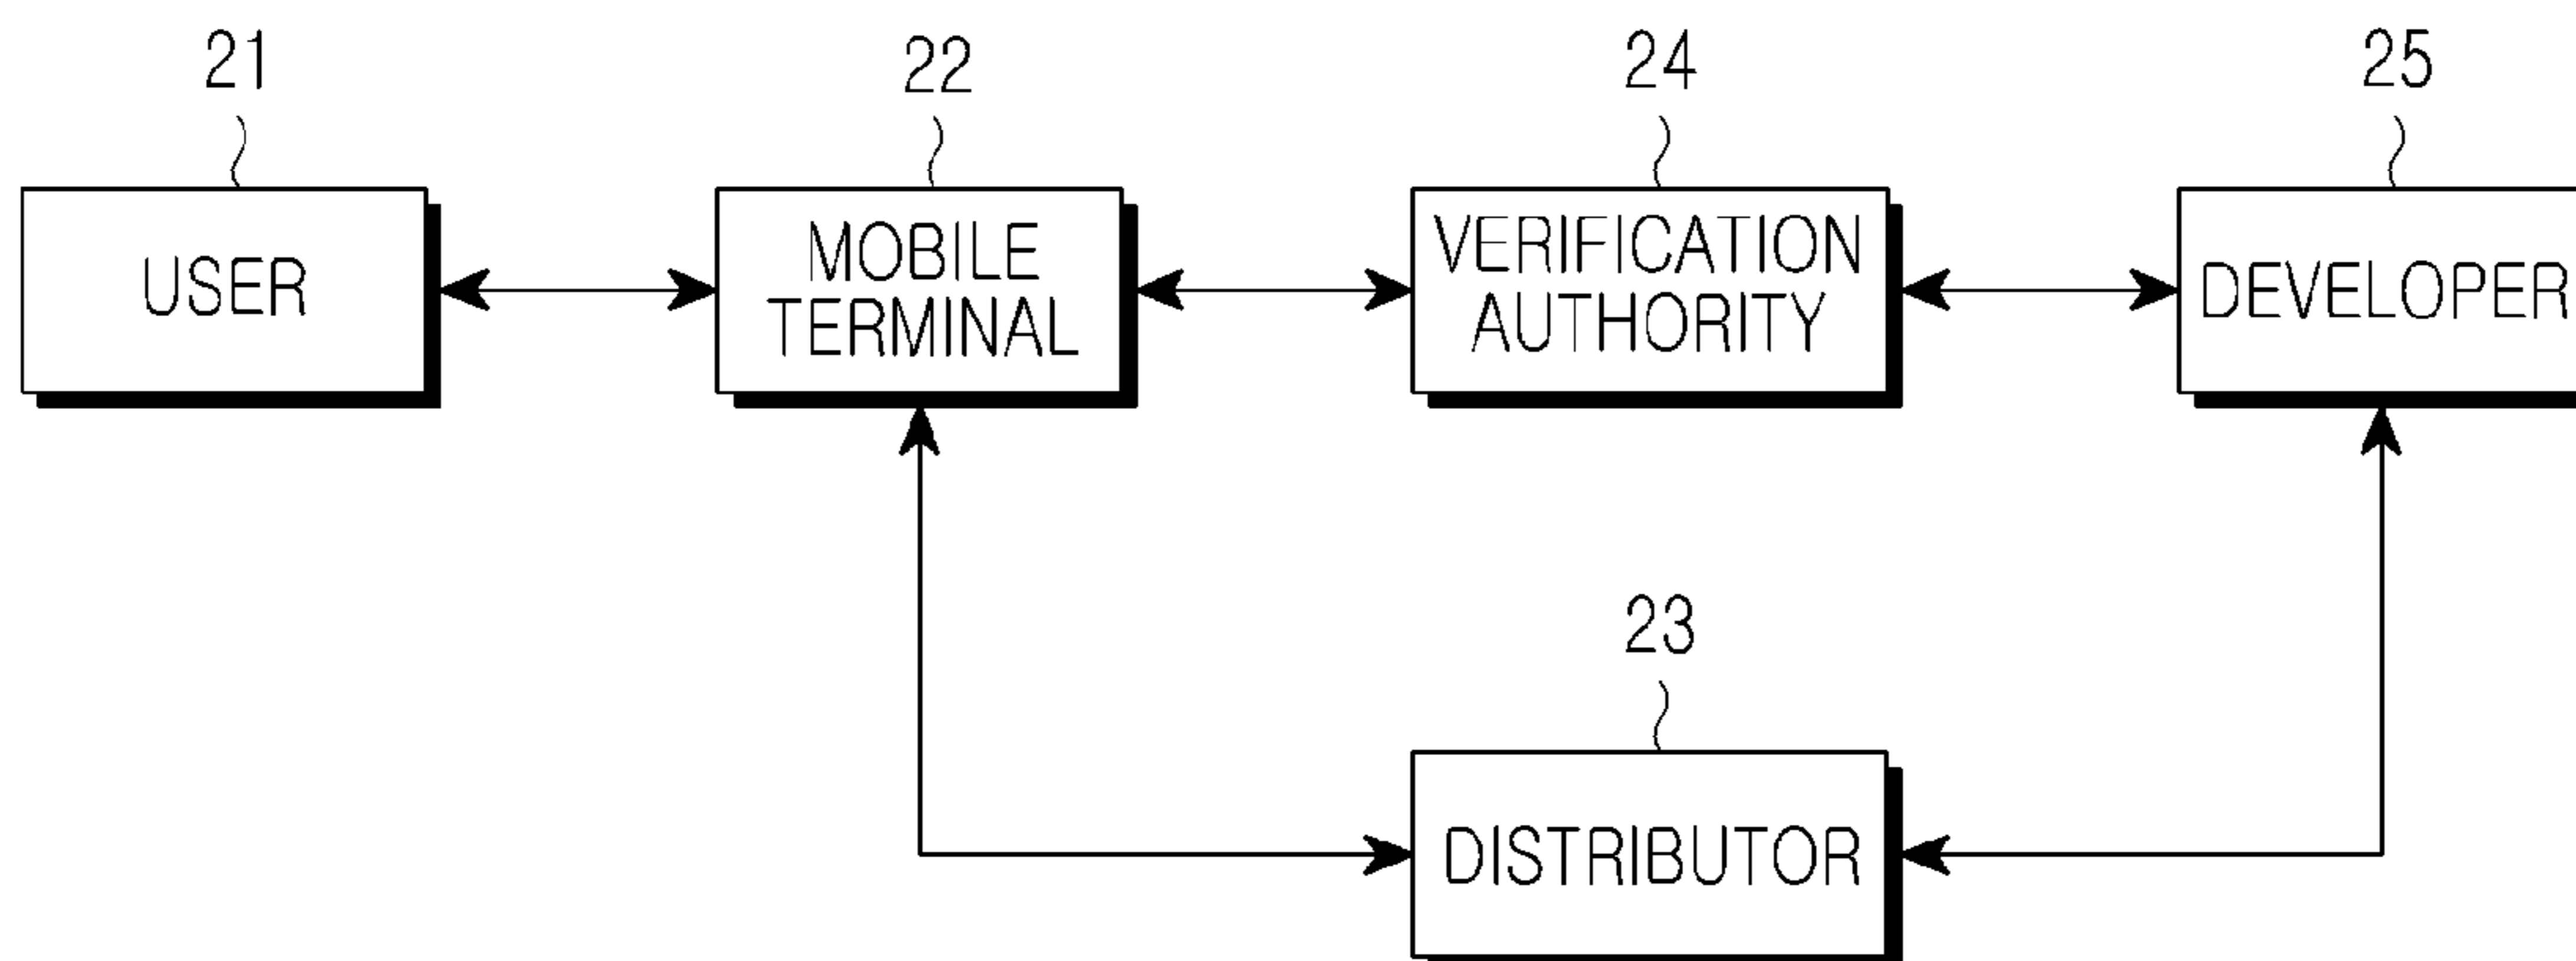 21
22
24
25
USER
MOBILE
TERMINAL
VERIFICATION
AUTHORITY
DEVELOPER
23
DISTRIBUTOR